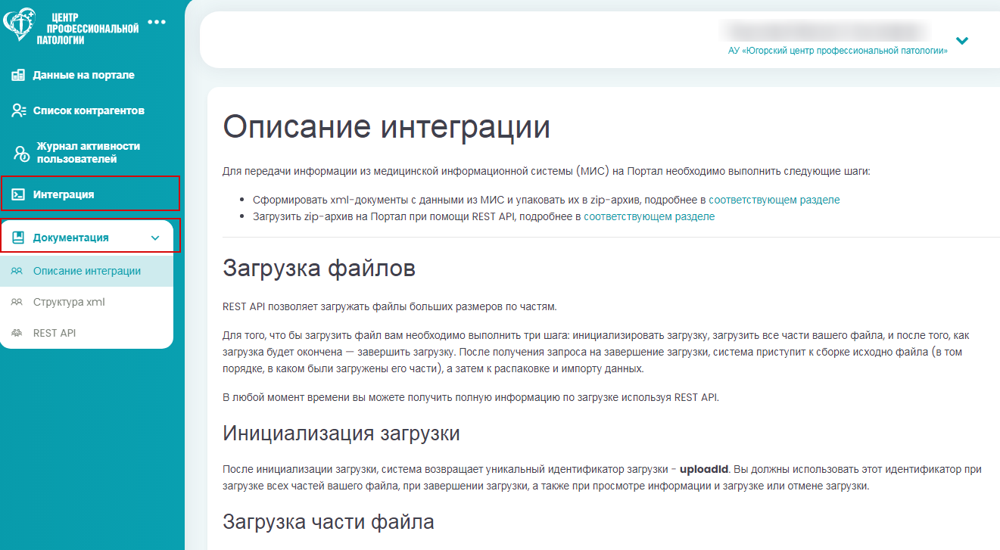 ЦЕНТР
ПРОФЕССИОНАЛЬНОЙ
ПАТОЛОГИИ
Данные на портале
Список контрагентов
Журнал активности
пользователей
Интеграция
Документация
Описание интеграции
Структура xml
REST API
АУ «Югорский центр профессиональной патологии»
Описание интеграции
Для передачи информации из медицинской информационной системы (МИС) на Портал необходимо выполнить следующие шаги:
Сформировать xml-документы с данными из МИС и упаковать их в zip-архив, подробнее в соответствующем разделе
Загрузить zip-архив на Портал при помощи REST API, подробнее в соответствующем разделе
Загрузка файлов
REST API позволяет загружать файлы больших размеров по частям.
Для того, что бы загрузить файл вам необходимо выполнить три шага: инициализировать загрузку, загрузить все части вашего файла, и после того, как
загрузка будет окончена — завершить загрузку. После получения запроса на завершение загрузки, система приступит к сборке исходно файла (в том
порядке, в каком были загружены его части), а затем к распаковке и импорту данных.
В любой момент времени вы можете получить полную информацию по загрузке используя REST API.
Инициализация загрузки
После инициализации загрузки, система возвращает уникальный идентификатор загрузки - uploadId. Вы должны использовать этот идентификатор при
загрузке всех частей вашего файла, при завершении загрузки, а также при просмотре информации и загрузке или отмене загрузки.
Загрузка части файла